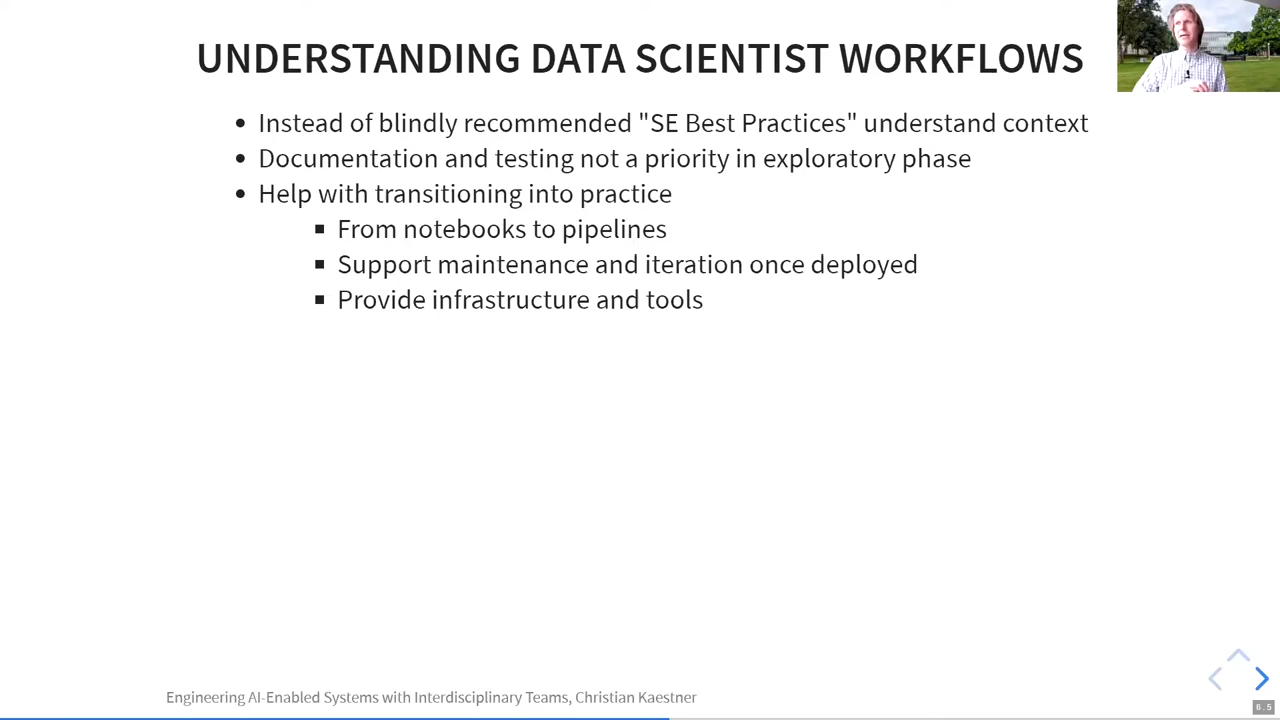 UNDERSTANDING DATA SCIENTIST WORKFLOWS
Instead of blindly recommended "SE Best Practices" understand context
Documentation and testing not a priority in exploratory phase
Help with transitioning into practice
From notebooks to pipelines
Support maintenance and iteration once deployed
Provide infrastructure and tools
Engineering AI-Enabled Systems with Interdisciplinary Teams, Christian Kaestner
6.5